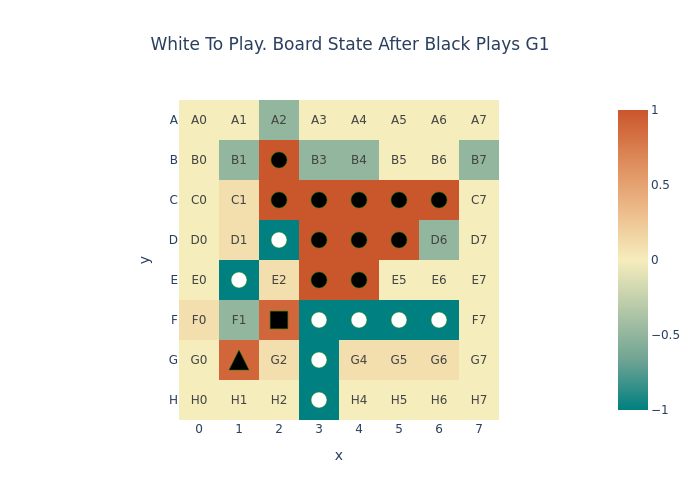 White To Play. Board State After Black Plays G1
A A0 A1 A2 A3 A4 A5 A6 A7
B B0 B1 B3 B4 B5 B6 B7
C C0 C1 C7
D D0 D1 D6 D7
E E0 E2 E5 E6 E7
F F0 F1 F7
G G0 G2 G4 G5 G6 G7
H H0 H1 H2 H4 H5 H6 H7
0 1 2 3 4 5 6 7
x
y
1
0.5
0
−0.5
−1